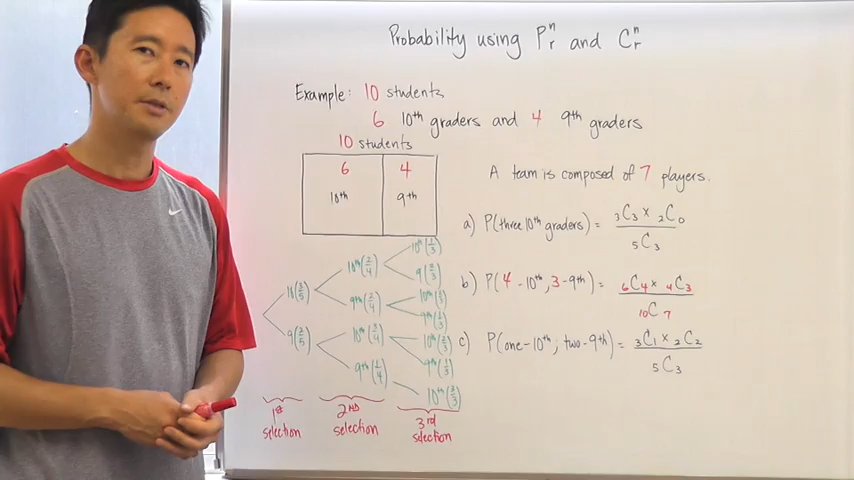 Probability using Pⁿᵣ and Cⁿᵣ
Example: 10 students
6 10th graders and 4 9th graders
10 students
6 4
10th 9th
A team is composed of 7 players.
a) P(three 10th graders) = ₃C₃ x ₂C₀ / ₅C₃
b) P(4 - 10th, 3 - 9th) = ₆C₄ x ₄C₃ / ₁₀C₇
c) P(one - 10th, two - 9th) = ₃C₁ x ₂C₂ / ₅C₃
10(3/5)
9(2/5)
10th(2/4)
9th(2/4)
10th(3/4)
9th(1/4)
10th(1/3)
9(2/3)
10th(2/3)
9th(1/3)
10th(2/3)
9th(1/3)
10th(3/3)
1ST
selection
2ND
selection
3rd
selection